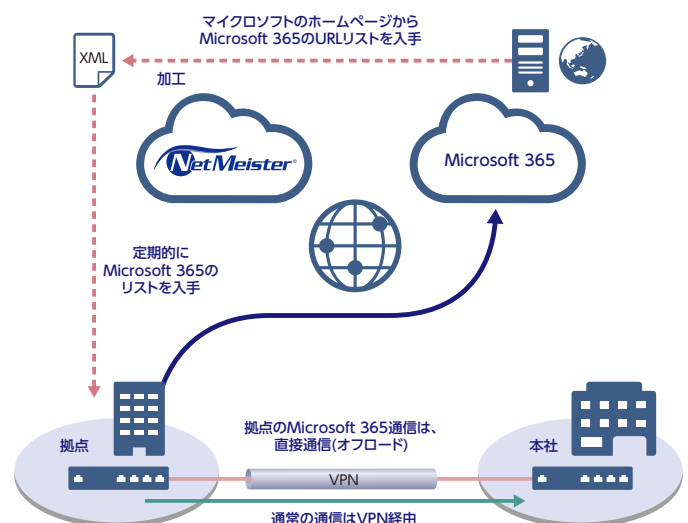 マイクロソフトのホームページから
Microsoft 365のURLリストを入手
XML
加工
NetMeister®
Microsoft 365
定期的に
Microsoft 365の
リストを入手
拠点のMicrosoft 365通信は、
直接通信(オフロード)
拠点
本社
VPN
通常の通信はVPN経由